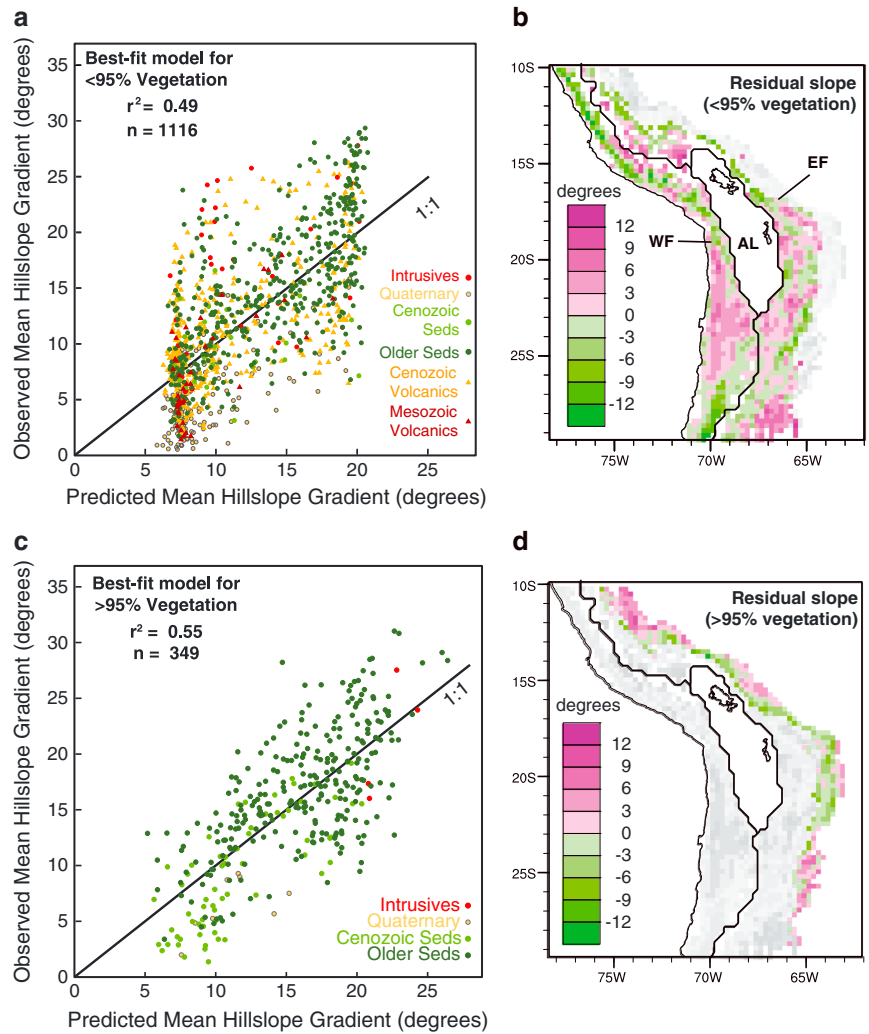 a
Best-fit model for
<95% Vegetation
r² = 0.49
n = 1116
Observed Mean Hillslope Gradient (degrees)
35
30
25
20
15
10
5
0
5
10
15
20
25
Predicted Mean Hillslope Gradient (degrees)
1:1
Intrusives
Quaternary
Cenozoic
Seds
Older Seds
Cenozoic
Volcanics
Mesozoic
Volcanics
b
Residual slope
(<95% vegetation)
10S
15S
20S
25S
75W
70W
65W
degrees
12
9
6
3
0
-3
-6
-9
-12
EF
WF
AL
c
Best-fit model for
>95% Vegetation
r² = 0.55
n = 349
Observed Mean Hillslope Gradient (degrees)
35
30
25
20
15
10
5
0
0
5
10
15
20
25
Predicted Mean Hillslope Gradient (degrees)
1:1
Intrusives
Quaternary
Cenozoic Seds
Older Seds
d
Residual slope
(>95% vegetation)
10S
15S
20S
25S
75W
70W
65W
degrees
12
9
6
3
0
-3
-6
-9
-12